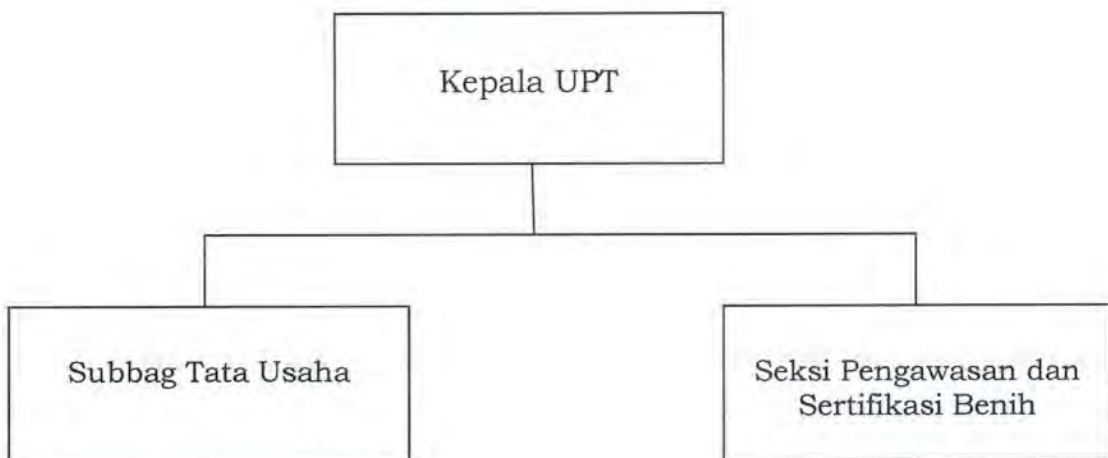 Kepala UPT
Subbag Tata Usaha
Seksi Pengawasan dan
Sertifikasi Benih